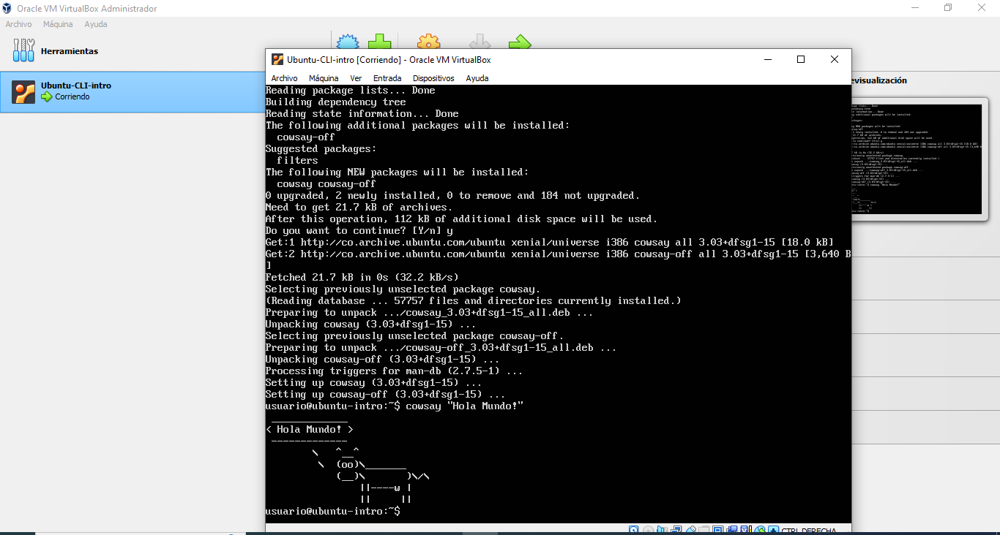 Oracle VM VirtualBox Administrador
Archivo Máquina Ayuda
Herramientas
Ubuntu-CLI-intro
Corriendo
evisualización
Ubuntu-CLI-intro [Corriendo] - Oracle VM VirtualBox
Archivo Máquina Ver Entrada Dispositivos Ayuda
Reading package lists... Done
Building dependency tree
Reading state information... Done
The following additional packages will be installed:
  cowsay-off
Suggested packages:
  filters
The following NEW packages will be installed:
  cowsay cowsay-off
0 upgraded, 2 newly installed, 0 to remove and 184 not upgraded.
Need to get 21.7 kB of archives.
After this operation, 112 kB of additional disk space will be used.
Do you want to continue? [Y/n] y
Get:1 http://co.archive.ubuntu.com/ubuntu xenial/universe i386 cowsay all 3.03+dfsg1-15 [18.0 kB]
Get:2 http://co.archive.ubuntu.com/ubuntu xenial/universe i386 cowsay-off all 3.03+dfsg1-15 [3,640 B
]
Fetched 21.7 kB in 0s (32.2 kB/s)
Selecting previously unselected package cowsay.
(Reading database ... 57757 files and directories currently installed.)
Preparing to unpack .../cowsay_3.03+dfsg1-15_all.deb ...
Unpacking cowsay (3.03+dfsg1-15) ...
Selecting previously unselected package cowsay-off.
Preparing to unpack .../cowsay-off_3.03+dfsg1-15_all.deb ...
Unpacking cowsay-off (3.03+dfsg1-15) ...
Processing triggers for man-db (2.7.5-1) ...
Setting up cowsay (3.03+dfsg1-15) ...
Setting up cowsay-off (3.03+dfsg1-15) ...
usuario@ubuntu-intro:~$ cowsay "Hola Mundo!"
 _____________
< Hola Mundo! >
 -------------
        \   ^__^
         \  (oo)\_______
            (__)\       )\/\
                ||----w |
                ||     ||
usuario@ubuntu-intro:~$
CTRL DERECHA